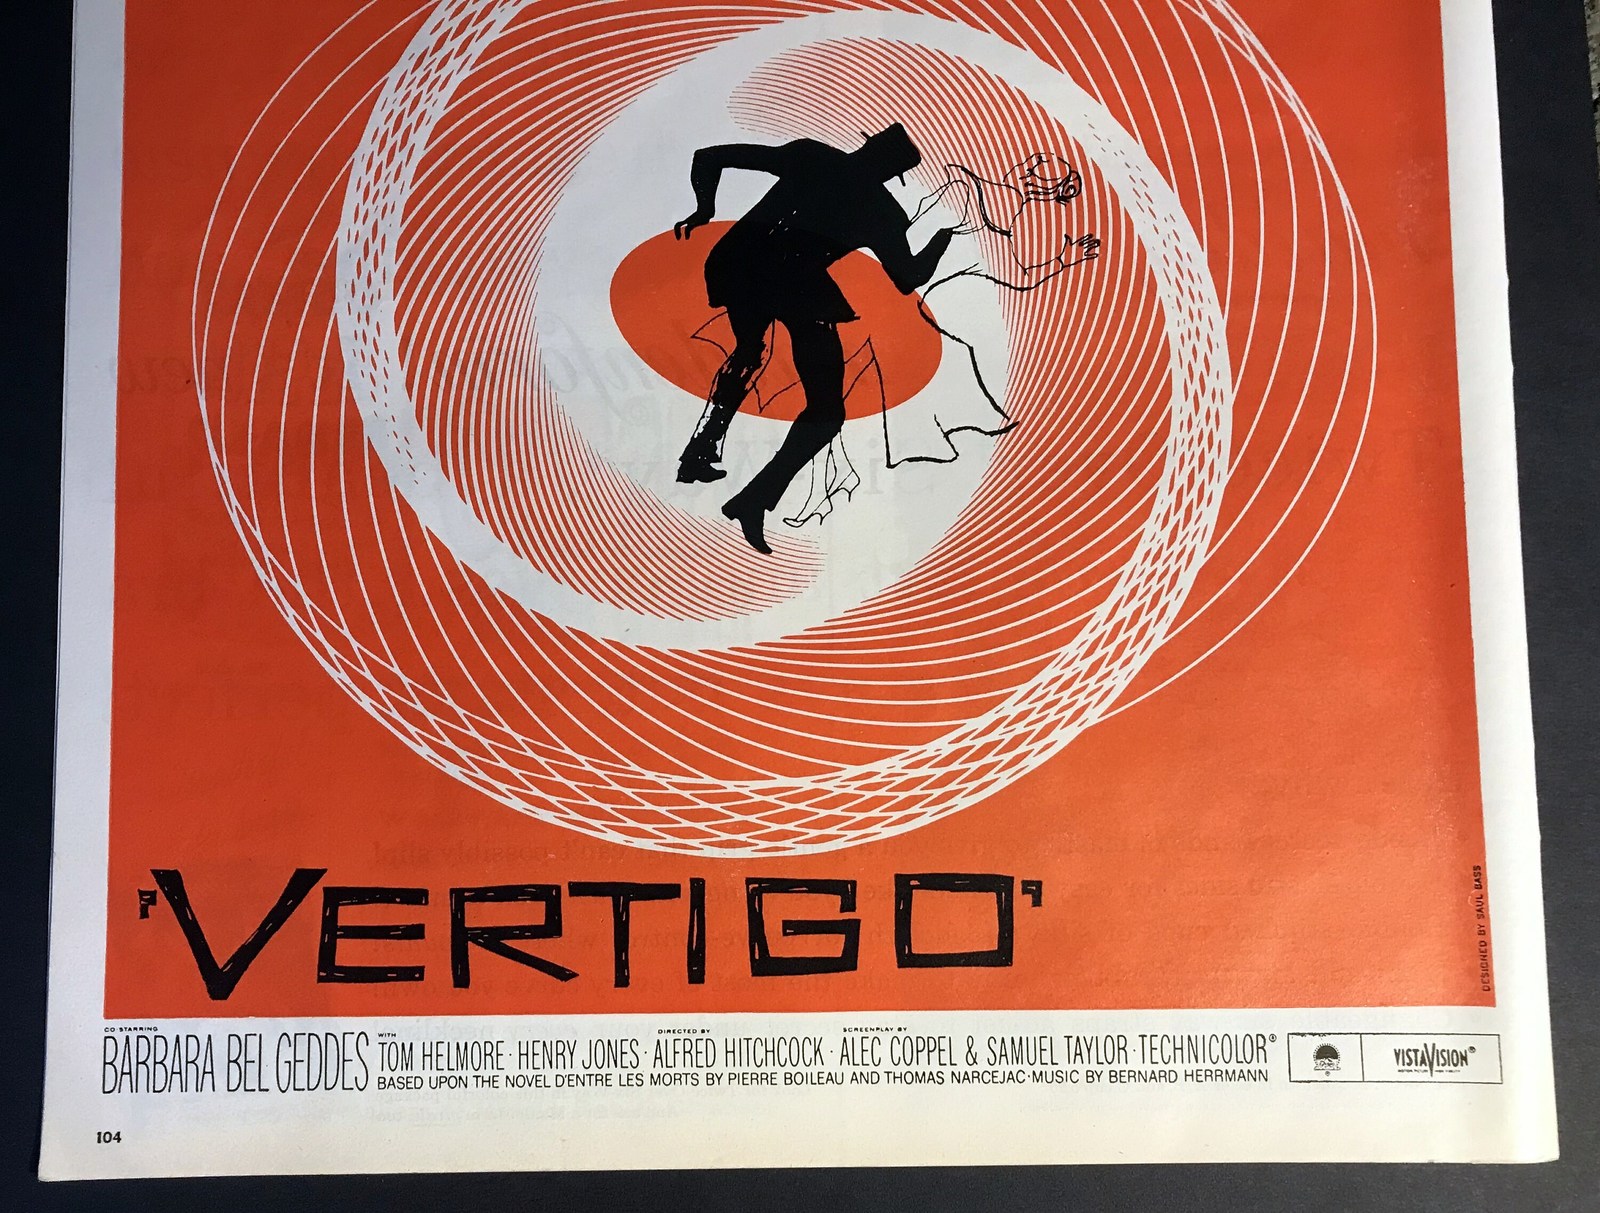 'VERTIGO'
DESIGNED BY SAUL BASS
CO-STARRING
BARBARA BEL GEDDES
WITH
TOM HELMORE · HENRY JONES ·
DIRECTED BY
ALFRED HITCHCOCK ·
SCREENPLAY BY
ALEC COPPEL & SAMUEL TAYLOR · TECHNICOLOR®
BASED UPON THE NOVEL D'ENTRE LES MORTS BY PIERRE BOILEAU AND THOMAS NARCEJAC · MUSIC BY BERNARD HERRMANN
VISTAVISION®
104